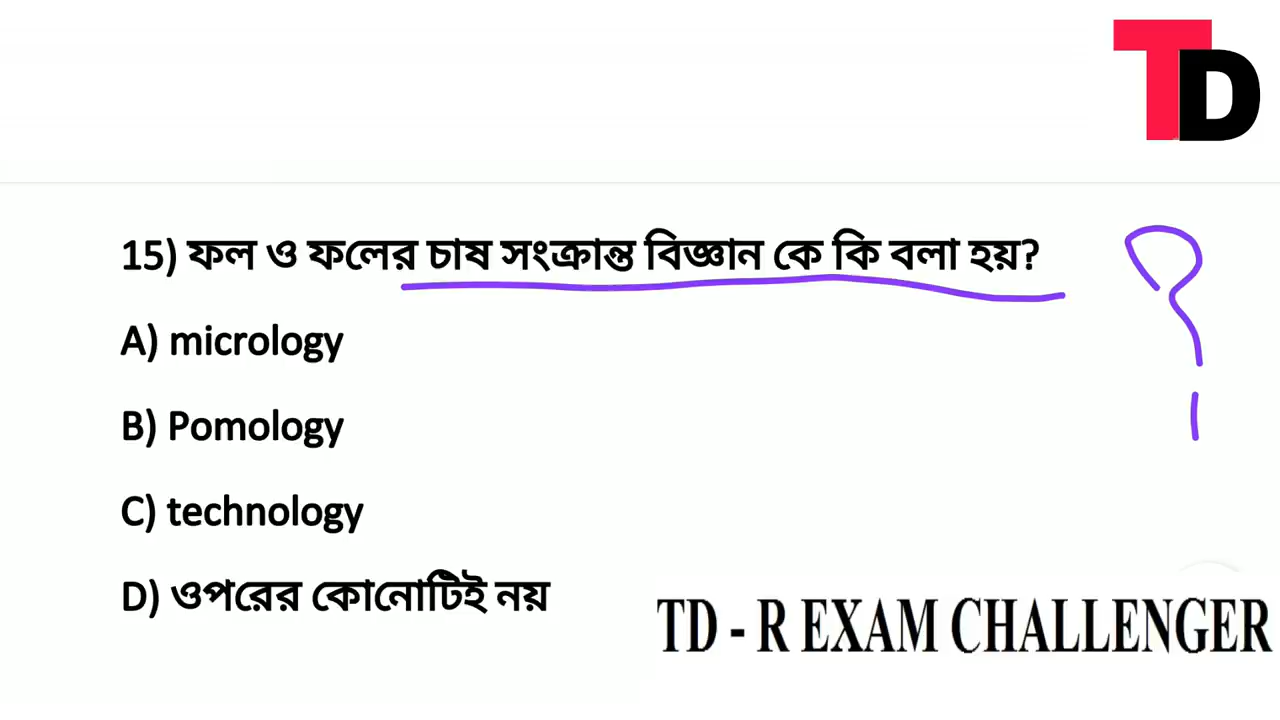 TD
15) ফল ও ফলের চাষ সংক্রান্ত বিজ্ঞান কে কি বলা হয়?
A) micrology
B) Pomology
C) technology
D) ওপরের কোনোটিই নয়
TD - R EXAM CHALLENGER